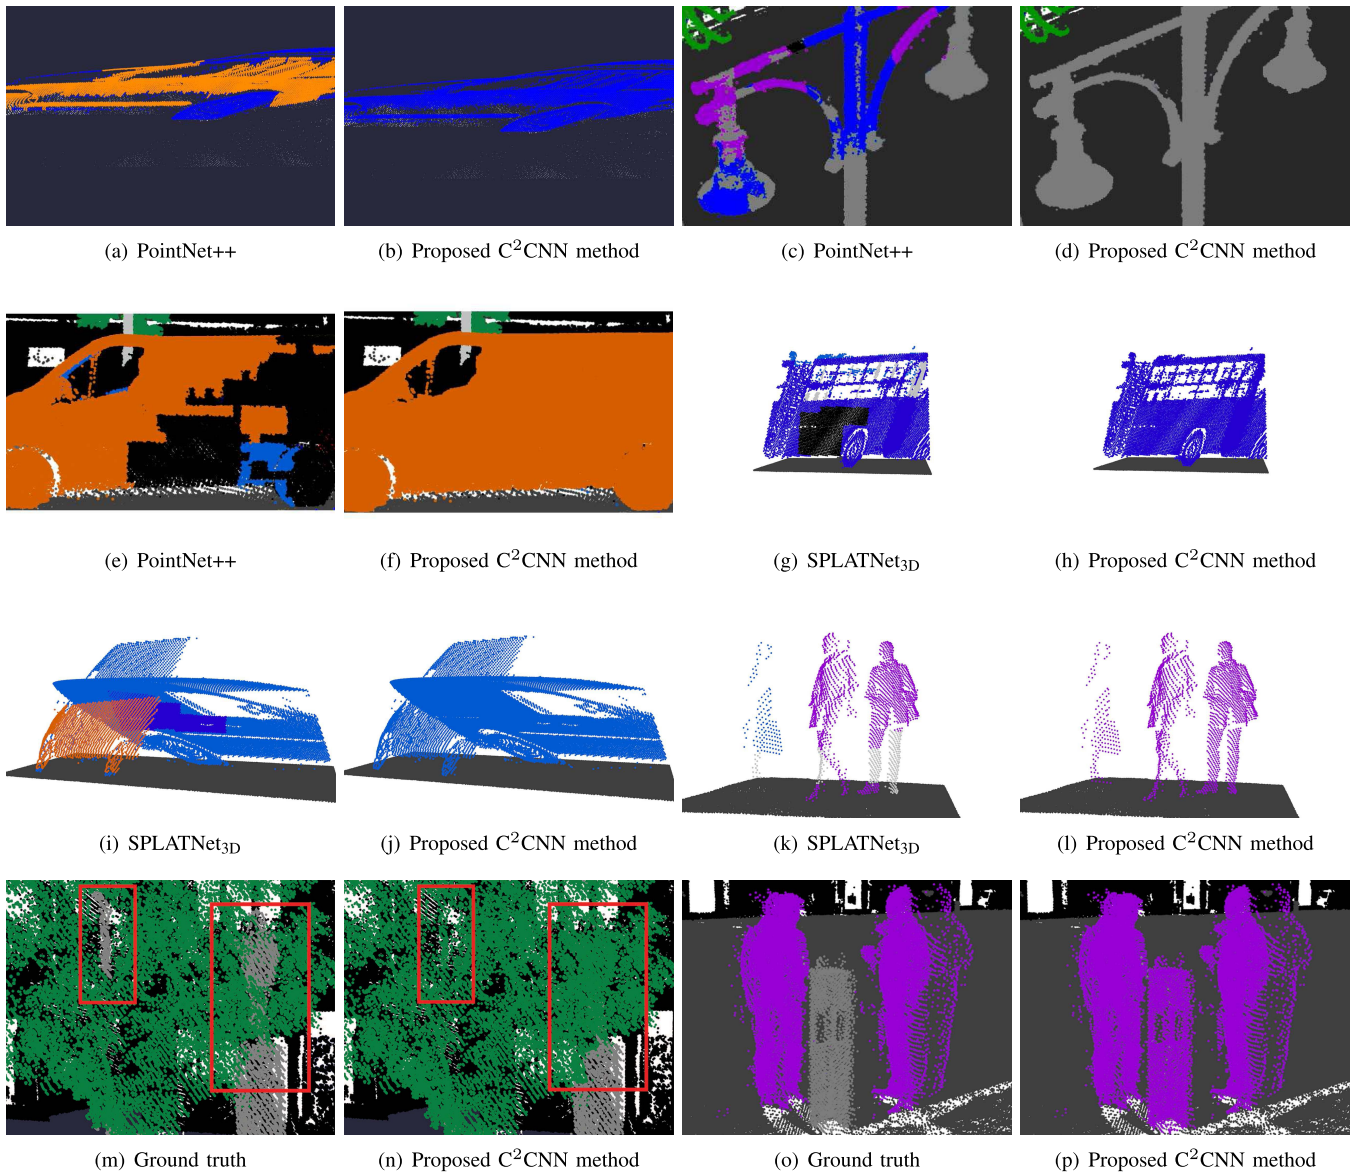 (a) PointNet++
(b) Proposed C²CNN method
(c) PointNet++
(d) Proposed C²CNN method
(e) PointNet++
(f) Proposed C²CNN method
(g) SPLATNet₃D
(h) Proposed C²CNN method
(i) SPLATNet₃D
(j) Proposed C²CNN method
(k) SPLATNet₃D
(l) Proposed C²CNN method
(m) Ground truth
(n) Proposed C²CNN method
(o) Ground truth
(p) Proposed C²CNN method